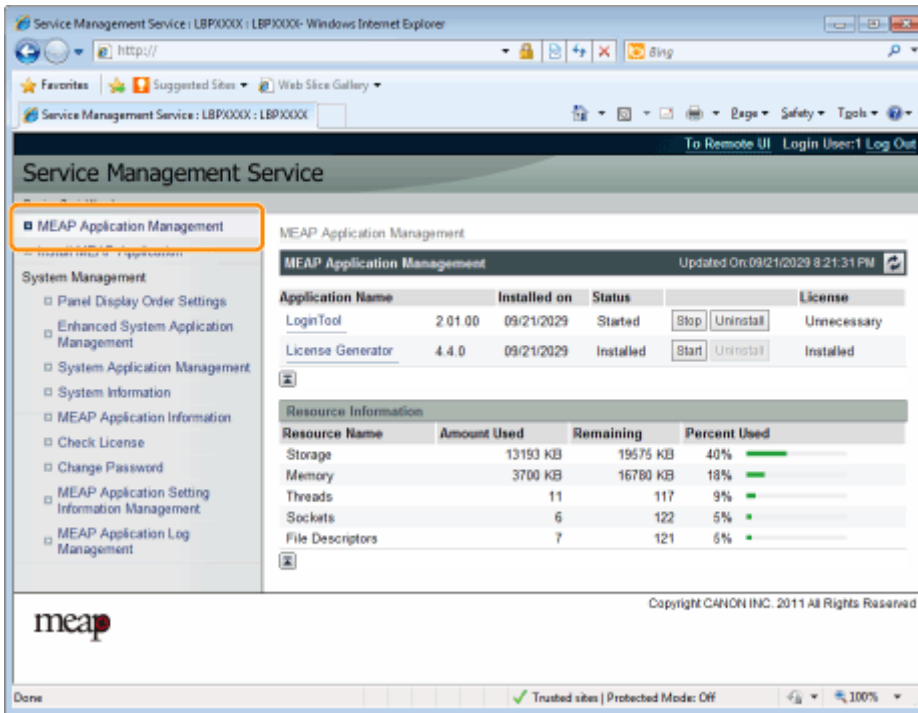 Service Management Service : LBPXXXX : LBPXXXX- Windows Internet Explorer
http://
Bing
Favorites Suggested Sites Web Slice Gallery
Service Management Service : LBPXXXX : LBPXXXX
Page Safety Tools
To Remote UI Login User:1 Log Out
Service Management Service
MEAP Application Management
Install MEAP Application
System Management
Panel Display Order Settings
Enhanced System Application
Management
System Application Management
System Information
MEAP Application Information
Check License
Change Password
MEAP Application Setting
Information Management
MEAP Application Log
Management
MEAP Application Management
MEAP Application Management Updated On:09/21/2029 8:21:31 PM
Application Name Installed on Status License
LoginTool 2.01.00 09/21/2029 Started Stop Uninstall Unnecessary
License Generator 4.4.0 09/21/2029 Installed Start Uninstall Installed
Resource Information
Resource Name Amount Used Remaining Percent Used
Storage 13193 KB 19575 KB 40%
Memory 3700 KB 16780 KB 18%
Threads 11 117 9%
Sockets 6 122 5%
File Descriptors 7 121 6%
Copyright CANON INC. 2011 All Rights Reserved
meap
Done Trusted sites | Protected Mode: Off 100%